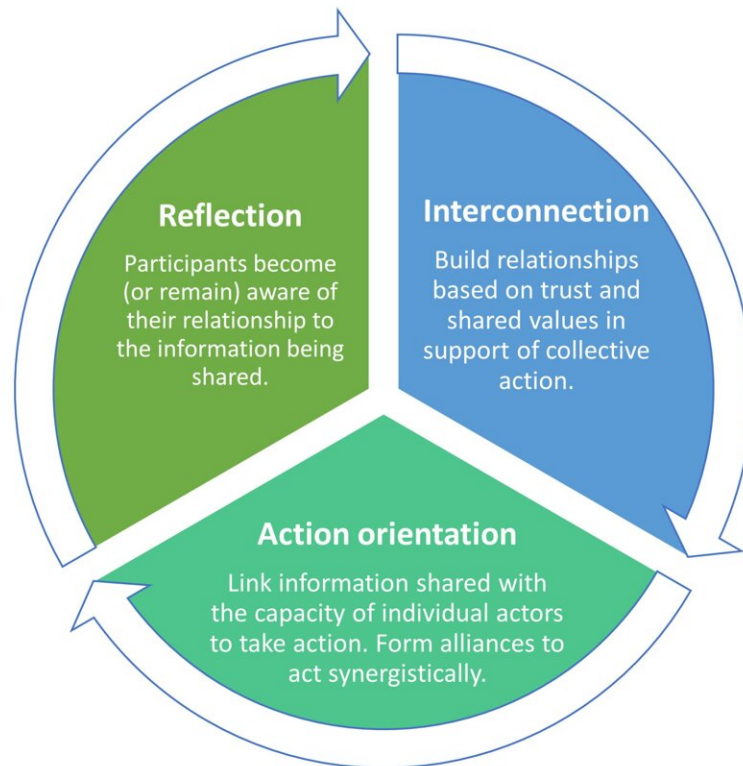 Reflection
Participants become
(or remain) aware of
their relationship to
the information being
shared.
Interconnection
Build relationships
based on trust and
shared values in
support of collective
action.
Action orientation
Link information shared with
the capacity of individual actors
to take action. Form alliances to
act synergistically.